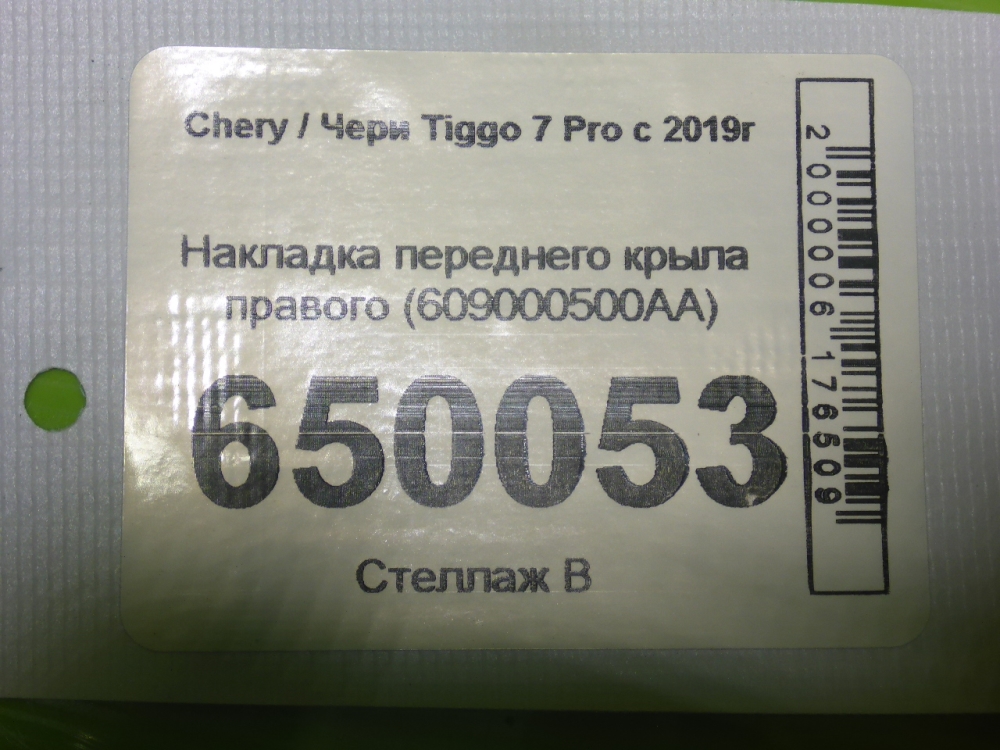 Chery / Чери Tiggo 7 Pro с 2019г
Накладка переднего крыла
правого (609000500AA)
650053
Стеллаж В
2000006176509